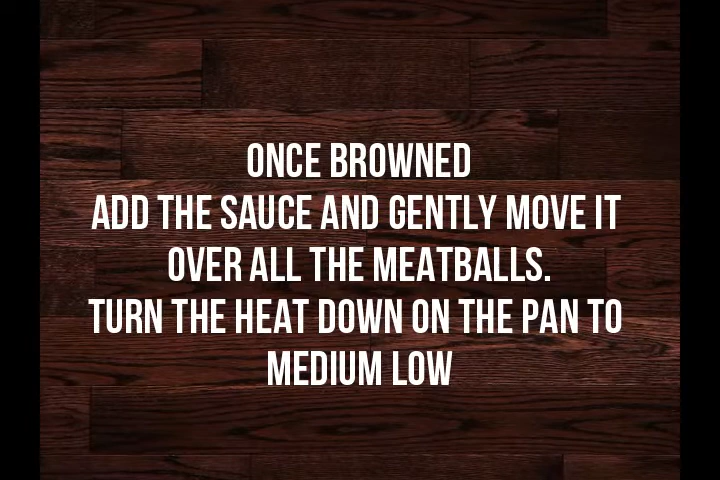 ONCE BROWNED
ADD THE SAUCE AND GENTLY MOVE IT
OVER ALL THE MEATBALLS.
TURN THE HEAT DOWN ON THE PAN TO
MEDIUM LOW